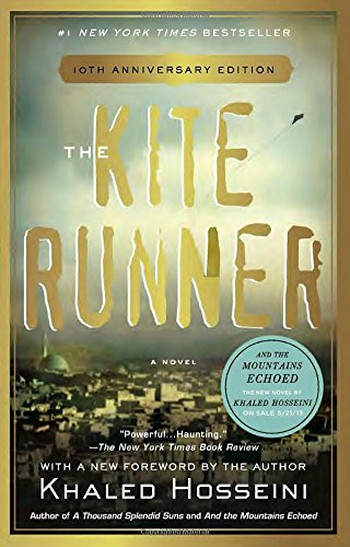 #1 NEW YORK TIMES BESTSELLER
10TH ANNIVERSARY EDITION
THE KITE
RUNNER
A NOVEL
AND THE
MOUNTAINS
ECHOED
THE NEW NOVEL BY
KHALED HOSSEINI
ON SALE 5/21/13
"Powerful...Haunting."
—The New York Times Book Review
WITH A NEW FOREWORD BY THE AUTHOR
KHALED HOSSEINI
Author of A Thousand Splendid Suns and And the Mountains Echoed
Copyrighted Material